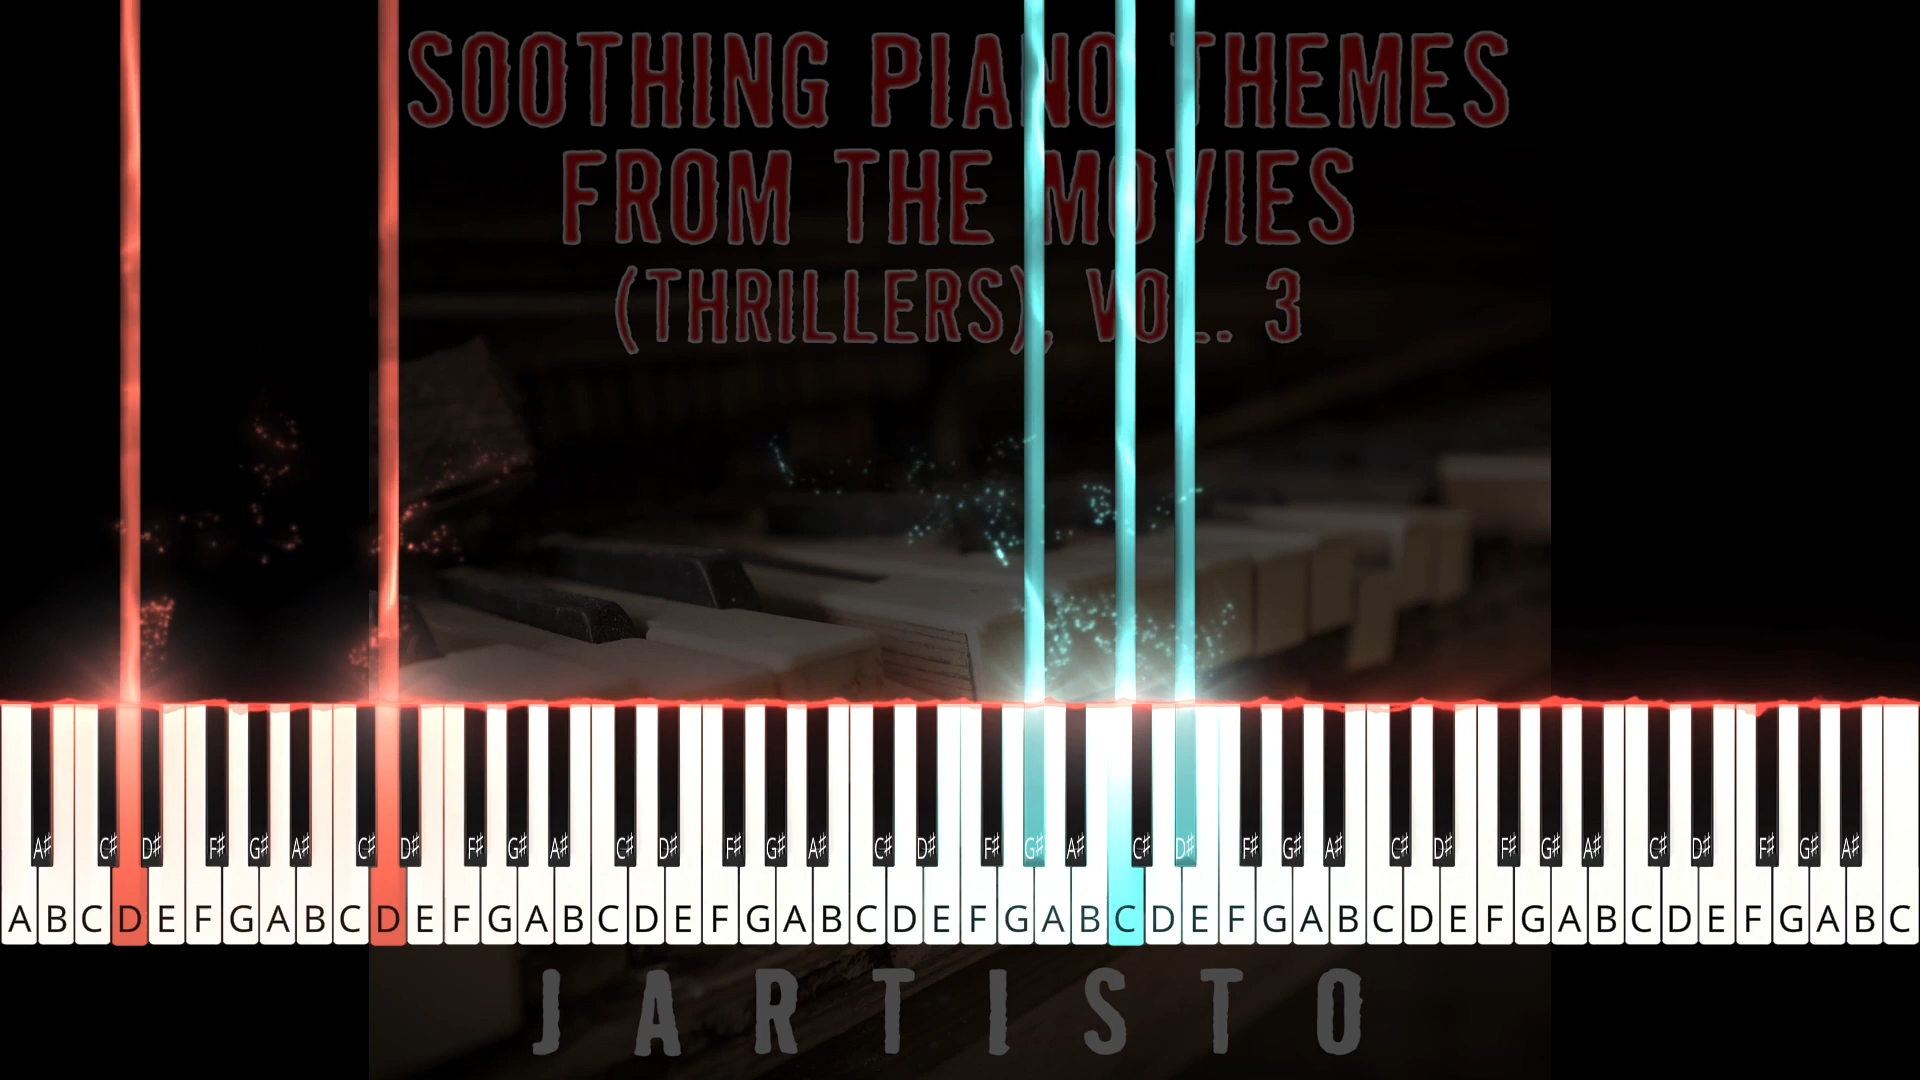 SOOTHING PIANO THEMES
FROM THE MOVIES
(THRILLERS), VOL. 3
A# C# D# F# G# A# C# D# F# G# A# C# D# F# G# A# C# D# F# G# A# C# D# F# G# A# C# D# F# G# A# C# D# F# G# A#
A B C D E F G A B C D E F G A B C D E F G A B C D E F G A B C D E F G A B C D E F G A B C D E F G A B C
JARTISTO